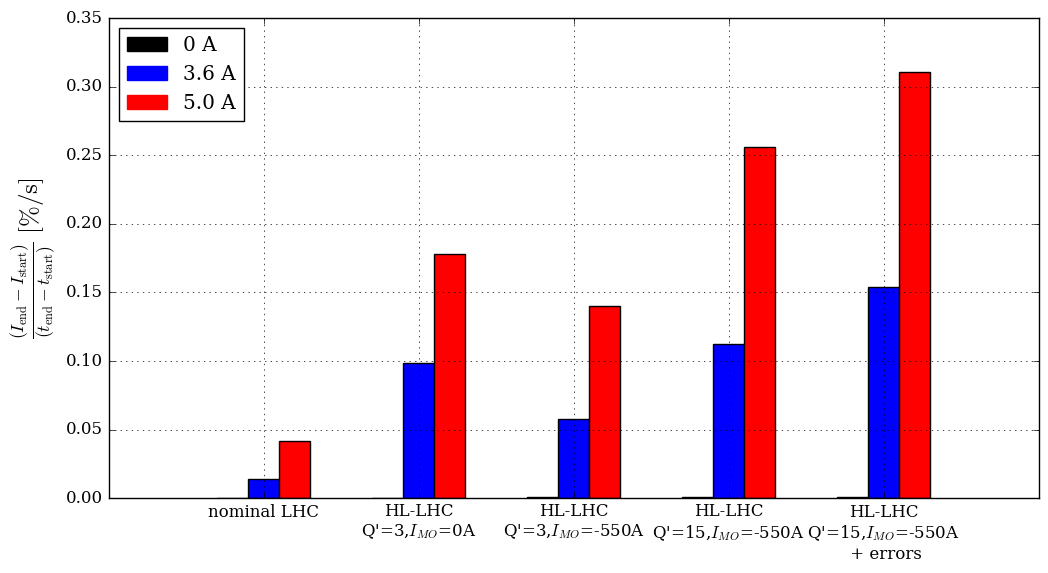 0 A
3.6 A
5.0 A
0.35
0.30
0.25
0.20
0.15
0.10
0.05
0.00
(I_end − I_start)
(t_end − t_start)
[%/s]
nominal LHC
HL-LHC
Q'=3,I_MO=0A
HL-LHC
Q'=3,I_MO=-550A
HL-LHC
Q'=15,I_MO=-550A
HL-LHC
Q'=15,I_MO=-550A
+ errors